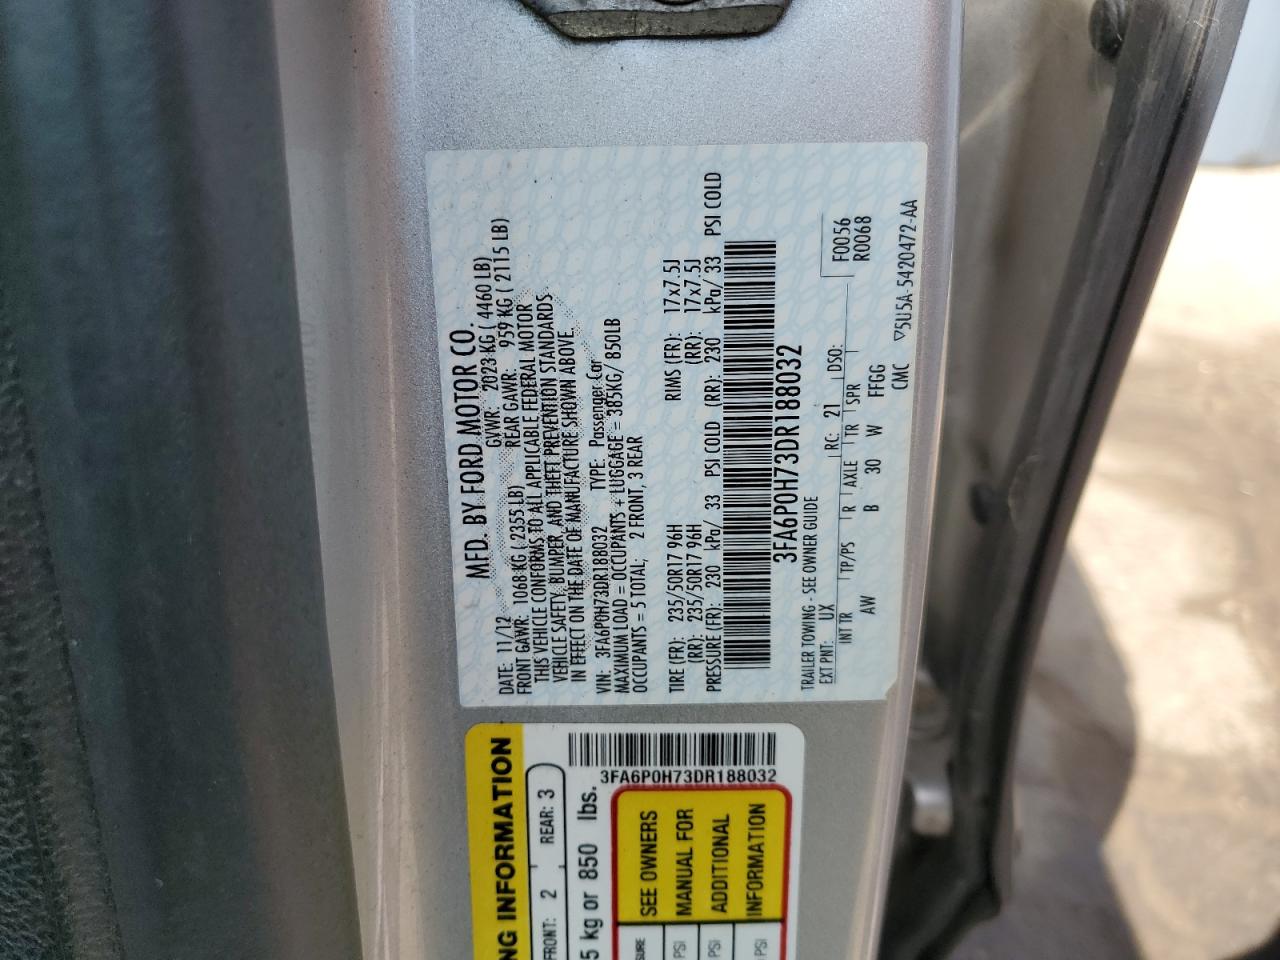 MFD. BY FORD MOTOR CO.
DATE: 11/12 GVWR: 2023 KG ( 4460 LB)
FRONT GAWR: 1068 KG ( 2355 LB) REAR GAWR: 959 KG ( 2115 LB)
THIS VEHICLE CONFORMS TO ALL APPLICABLE FEDERAL MOTOR
VEHICLE SAFETY, BUMPER, AND THEFT PREVENTION STANDARDS
IN EFFECT ON THE DATE OF MANUFACTURE SHOWN ABOVE.
VIN: 3FA6P0H73DR188032 TYPE: Passenger Car
MAXIMUM LOAD = OCCUPANTS + LUGGAGE = 385KG/ 850LB
OCCUPANTS = 5 TOTAL: 2 FRONT, 3 REAR
TIRE (FR): 235/50R17 96H RIMS (FR): 17x7.5J
(RR): 235/50R17 96H (RR): 17x7.5J
PRESSURE (FR): 230 kPa/ 33 PSI COLD (RR): 230 kPa/ 33 PSI COLD
3FA6P0H73DR188032
TRAILER TOWING - SEE OWNER GUIDE
EXT PNT: UX RC: 21 DSO: F0056
R0068
INT TR TP/PS R AXLE TR SPR
AW B 30 W FFGG
CMC ▽5U5A-5420472-AA
NG INFORMATION
FRONT: 2 REAR: 3
5 kg or 850 lbs.
3FA6P0H73DR188032
SEE OWNERS
MANUAL FOR
ADDITIONAL
INFORMATION
SURE
PSI
PSI
PSI